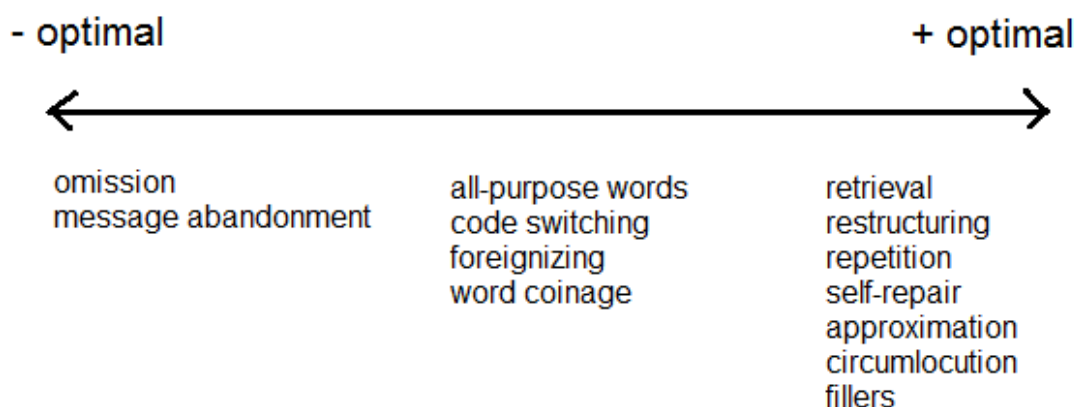 - optimal
+ optimal
omission
message abandonment
all-purpose words
code switching
foreignizing
word coinage
retrieval
restructuring
repetition
self-repair
approximation
circumlocution
fillers